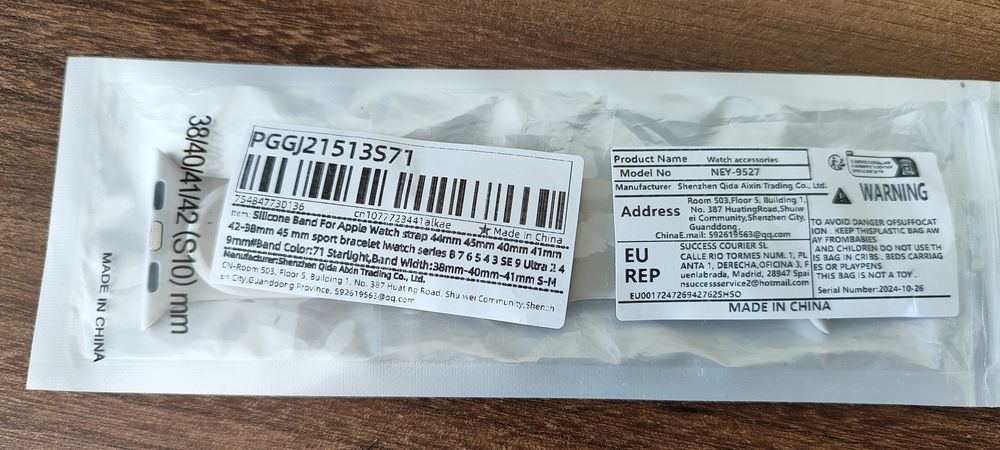 38/40/41/42 (S10) mm
MADE IN CHINA
PGGJ21513S71
754847730136
cn1077723441alkae
★ Made in China
Item: Silicone Band For Apple Watch strap 44mm 45mm 40mm 41mm
42-38mm 45 mm sport bracelet iwatch series 8 7 6 5 4 3 SE 9 Ultra 2 4
9mm#Band Color:71 Starlight,Band Width:38mm-40mm-41mm S-M
Manufacturer:Shenzhen Qida Aixin Trading Co., Ltd.
CN-Room 503, Floor 5, Building 1, No. 387 Huating Road, Shuiwei Community,Shenzh
en City,Guanddong Province, 592619563@qq.com
Product Name Watch accessories
Model No NEY-9527
Manufacturer Shenzhen Qida Aixin Trading Co., Ltd.
Address
Room 503,Floor 5, Building 1,
No. 387 HuatingRoad,Shuiw
ei Community,Shenzhen City,
Guanddong,
ChinaE.mail: 592619563@qq.com
EU
REP
SUCCESS COURIER SL
CALLE RIO TORMES NUM. 1, PL
ANTA 1, DERECHA,OFICINA 3, F
uenlabrada, Madrid, 28947 Spai
nsuccessservice2@hotmail.com
EU0017247269427625HSO
WARNING
TO AVOID DANGER OFSUFFOCAT
ION . KEEP THISPLASTIC BAG AW
AY FROMBABIES
AND CHILDREN DO NOT USE TH
IS BAG IN CRIBS . BEDS CARRIAG
ES OR PLAYPENS.
THIS BAG IS NOT A TOY .
Serial Number:2024-10-26
MADE IN CHINA